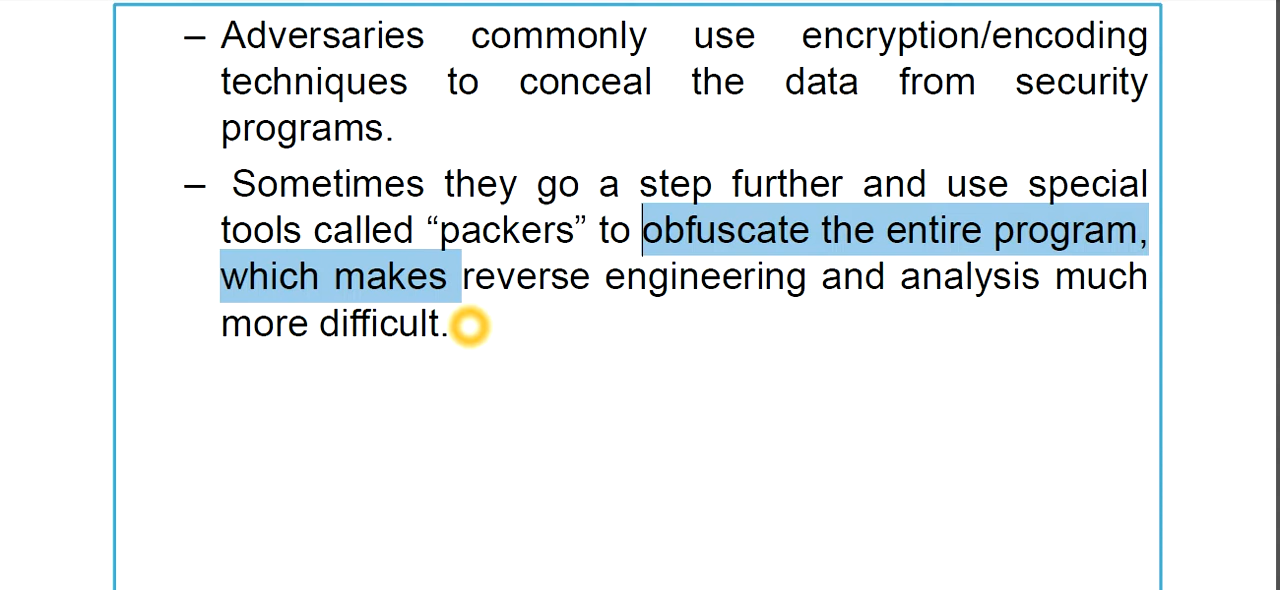 – Adversaries commonly use encryption/encoding
techniques to conceal the data from security
programs.
– Sometimes they go a step further and use special
tools called “packers” to obfuscate the entire program,
which makes reverse engineering and analysis much
more difficult.